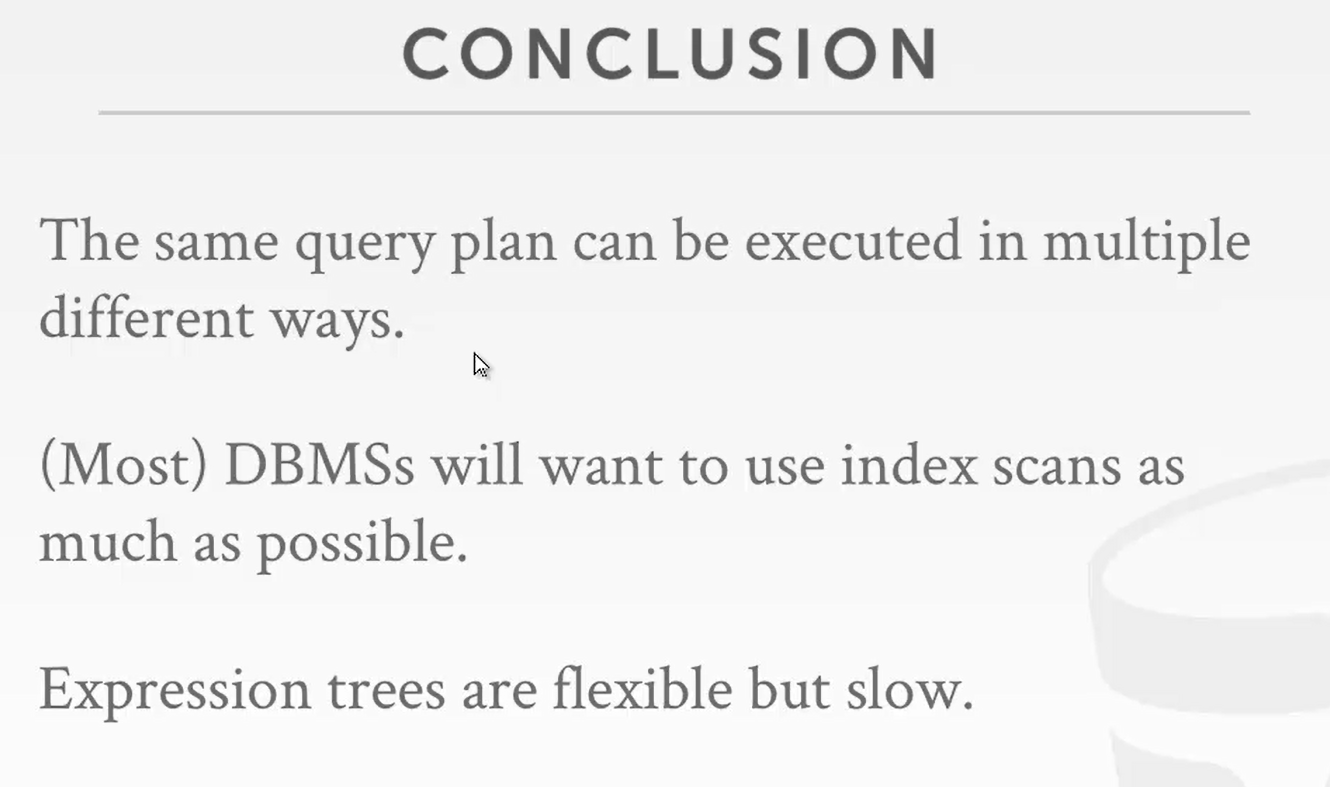 CONCLUSION
The same query plan can be executed in multiple
different ways.
(Most) DBMSs will want to use index scans as
much as possible.
Expression trees are flexible but slow.